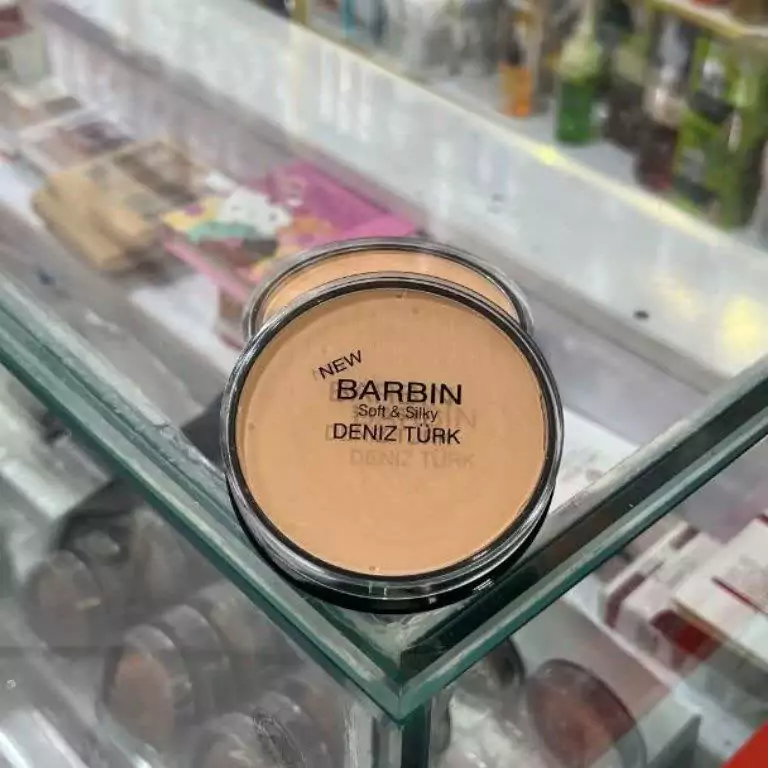 NEW
BARBIN
Soft & Silky
DENIZ TÜRK